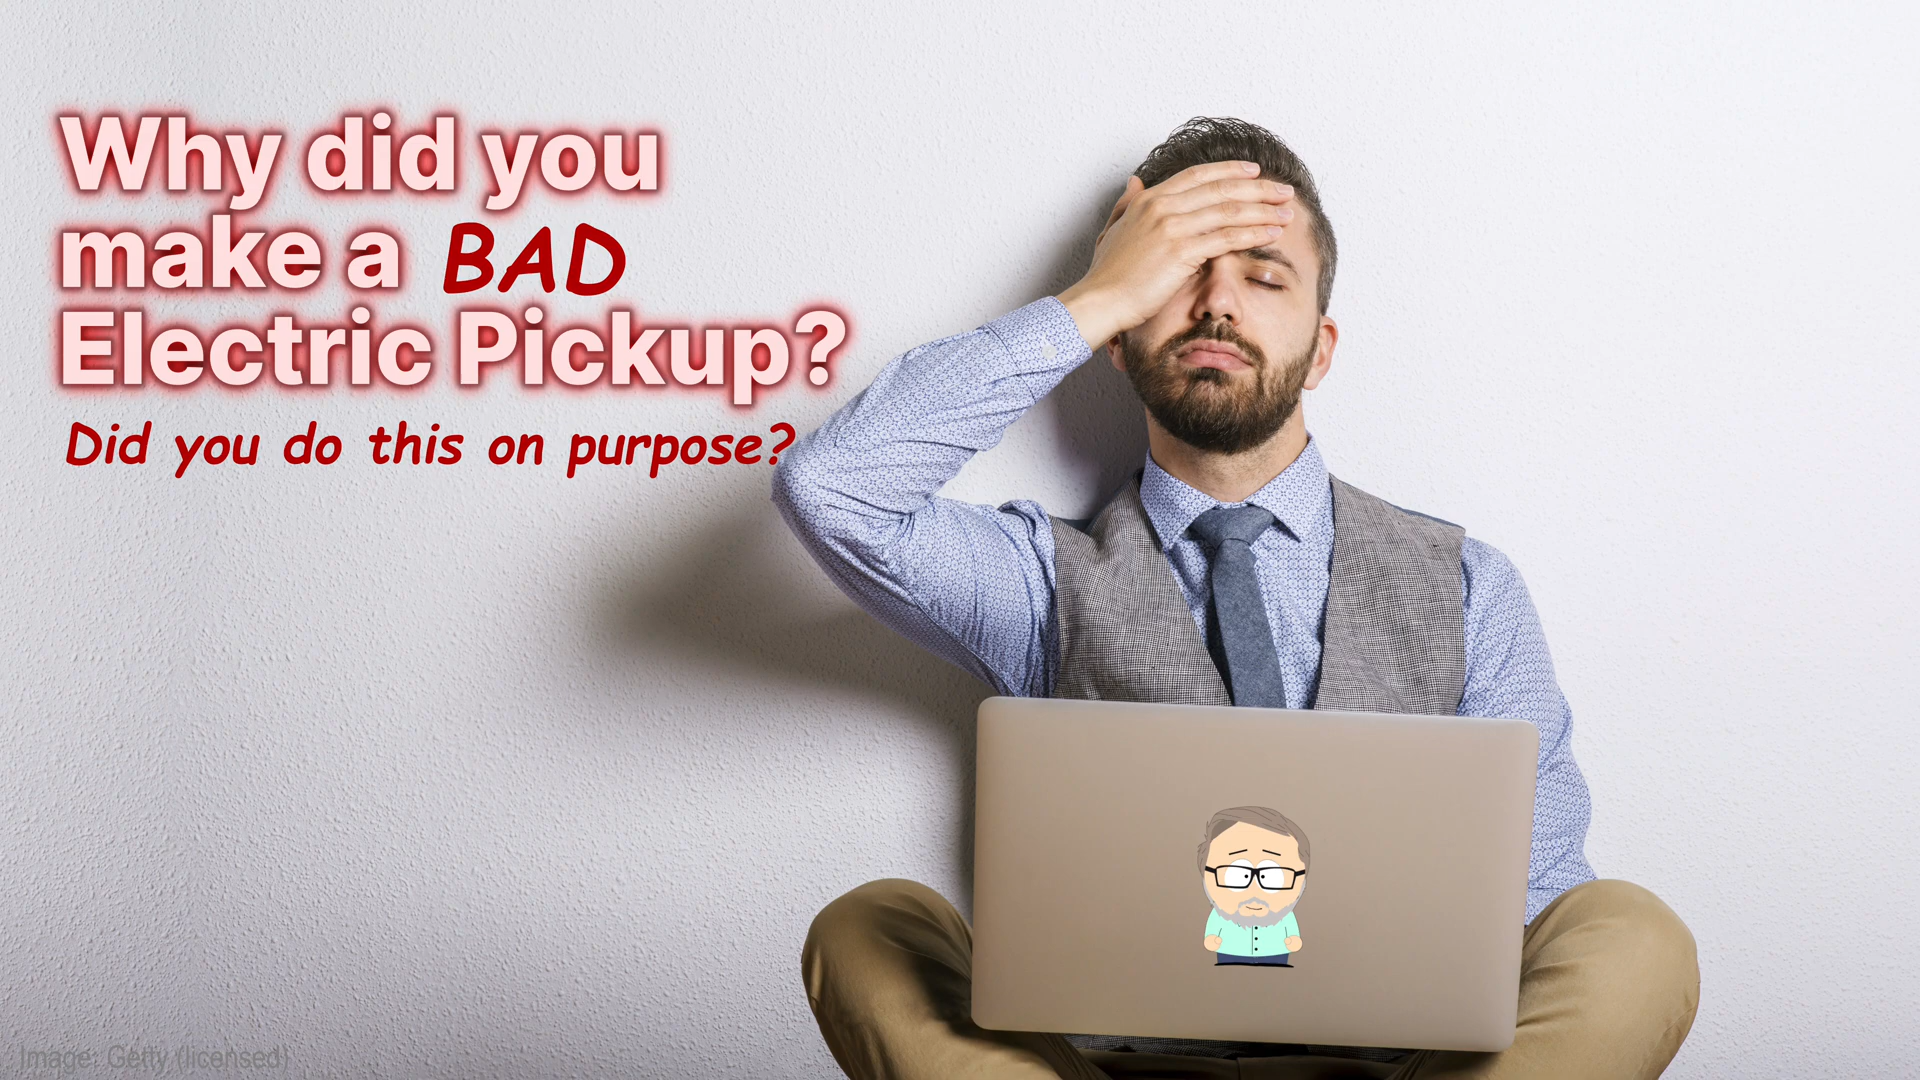 Why did you
make a BAD
Electric Pickup?
Did you do this on purpose?
Image: Getty (licensed)